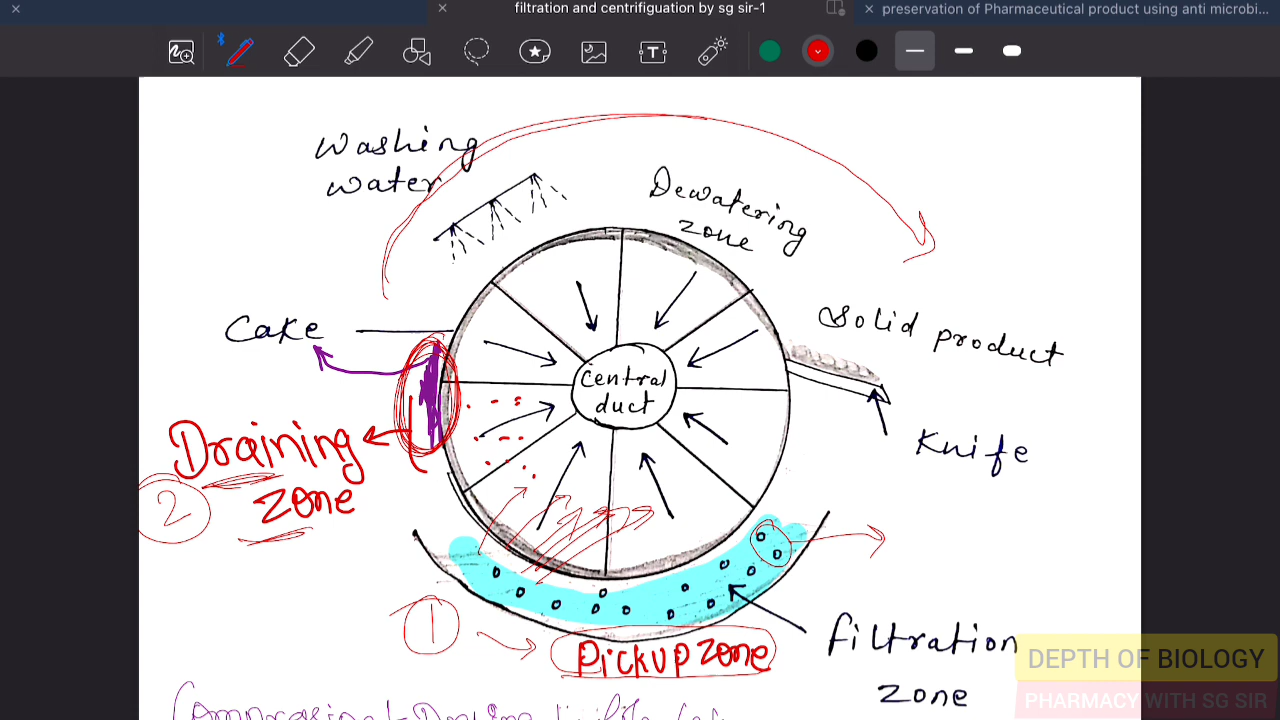 filtration and centrifiguation by sg sir-1
preservation of Pharmaceutical product using anti microbi...
T
Washing
water
Dewatering
zone
Cake
Solid product
Central
duct
Knife
Draining
zone
2
1
Pickup zone
filtration
zone
DEPTH OF BIOLOGY
PHARMACY WITH SG SIR